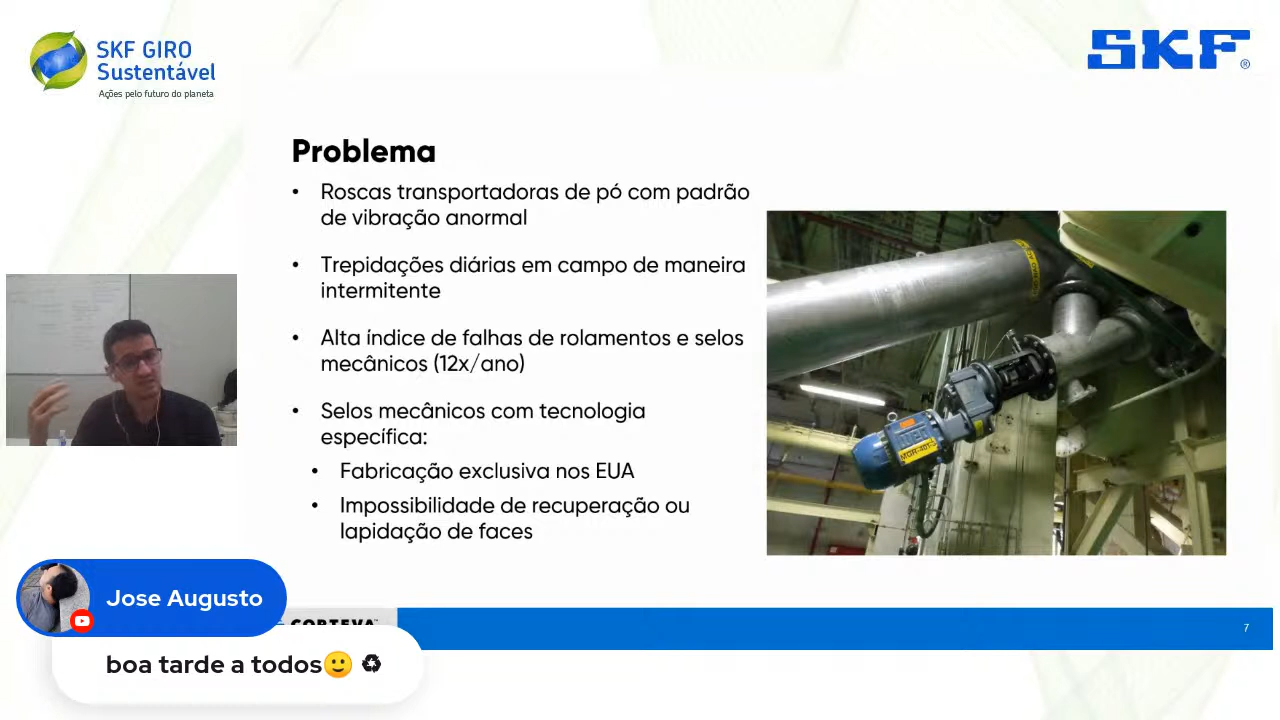 SKF GIRO
Sustentável
Ações pelo futuro do planeta
SKF®
Problema
• Roscas transportadoras de pó com padrão
de vibração anormal
• Trepidações diárias em campo de maneira
intermitente
• Alta índice de falhas de rolamentos e selos
mecânicos (12x/ano)
• Selos mecânicos com tecnologia
específica:
• Fabricação exclusiva nos EUA
• Impossibilidade de recuperação ou
lapidação de faces
Jose Augusto
CORTEVA™
7
boa tarde a todos🙂 ♻